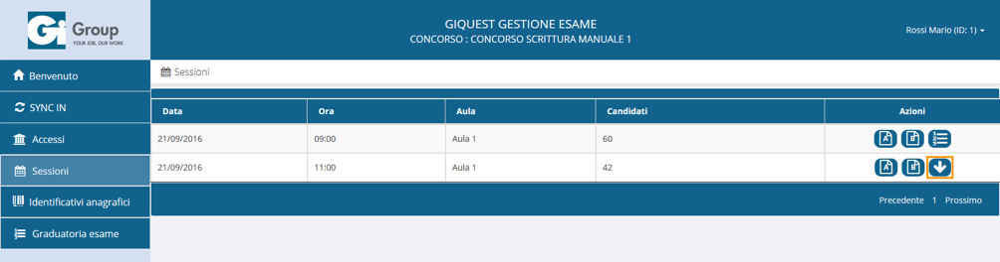 Gi Group
YOUR JOB, OUR WORK
GIQUEST GESTIONE ESAME
CONCORSO : CONCORSO SCRITTURA MANUALE 1
Rossi Mario (ID: 1)
Benvenuto
SYNC IN
Accessi
Sessioni
Identificativi anagrafici
Graduatoria esame
Sessioni
Data Ora Aula Candidati Azioni
21/09/2016 09:00 Aula 1 60 A B
21/09/2016 11:00 Aula 1 42 A B
Precedente 1 Prossimo